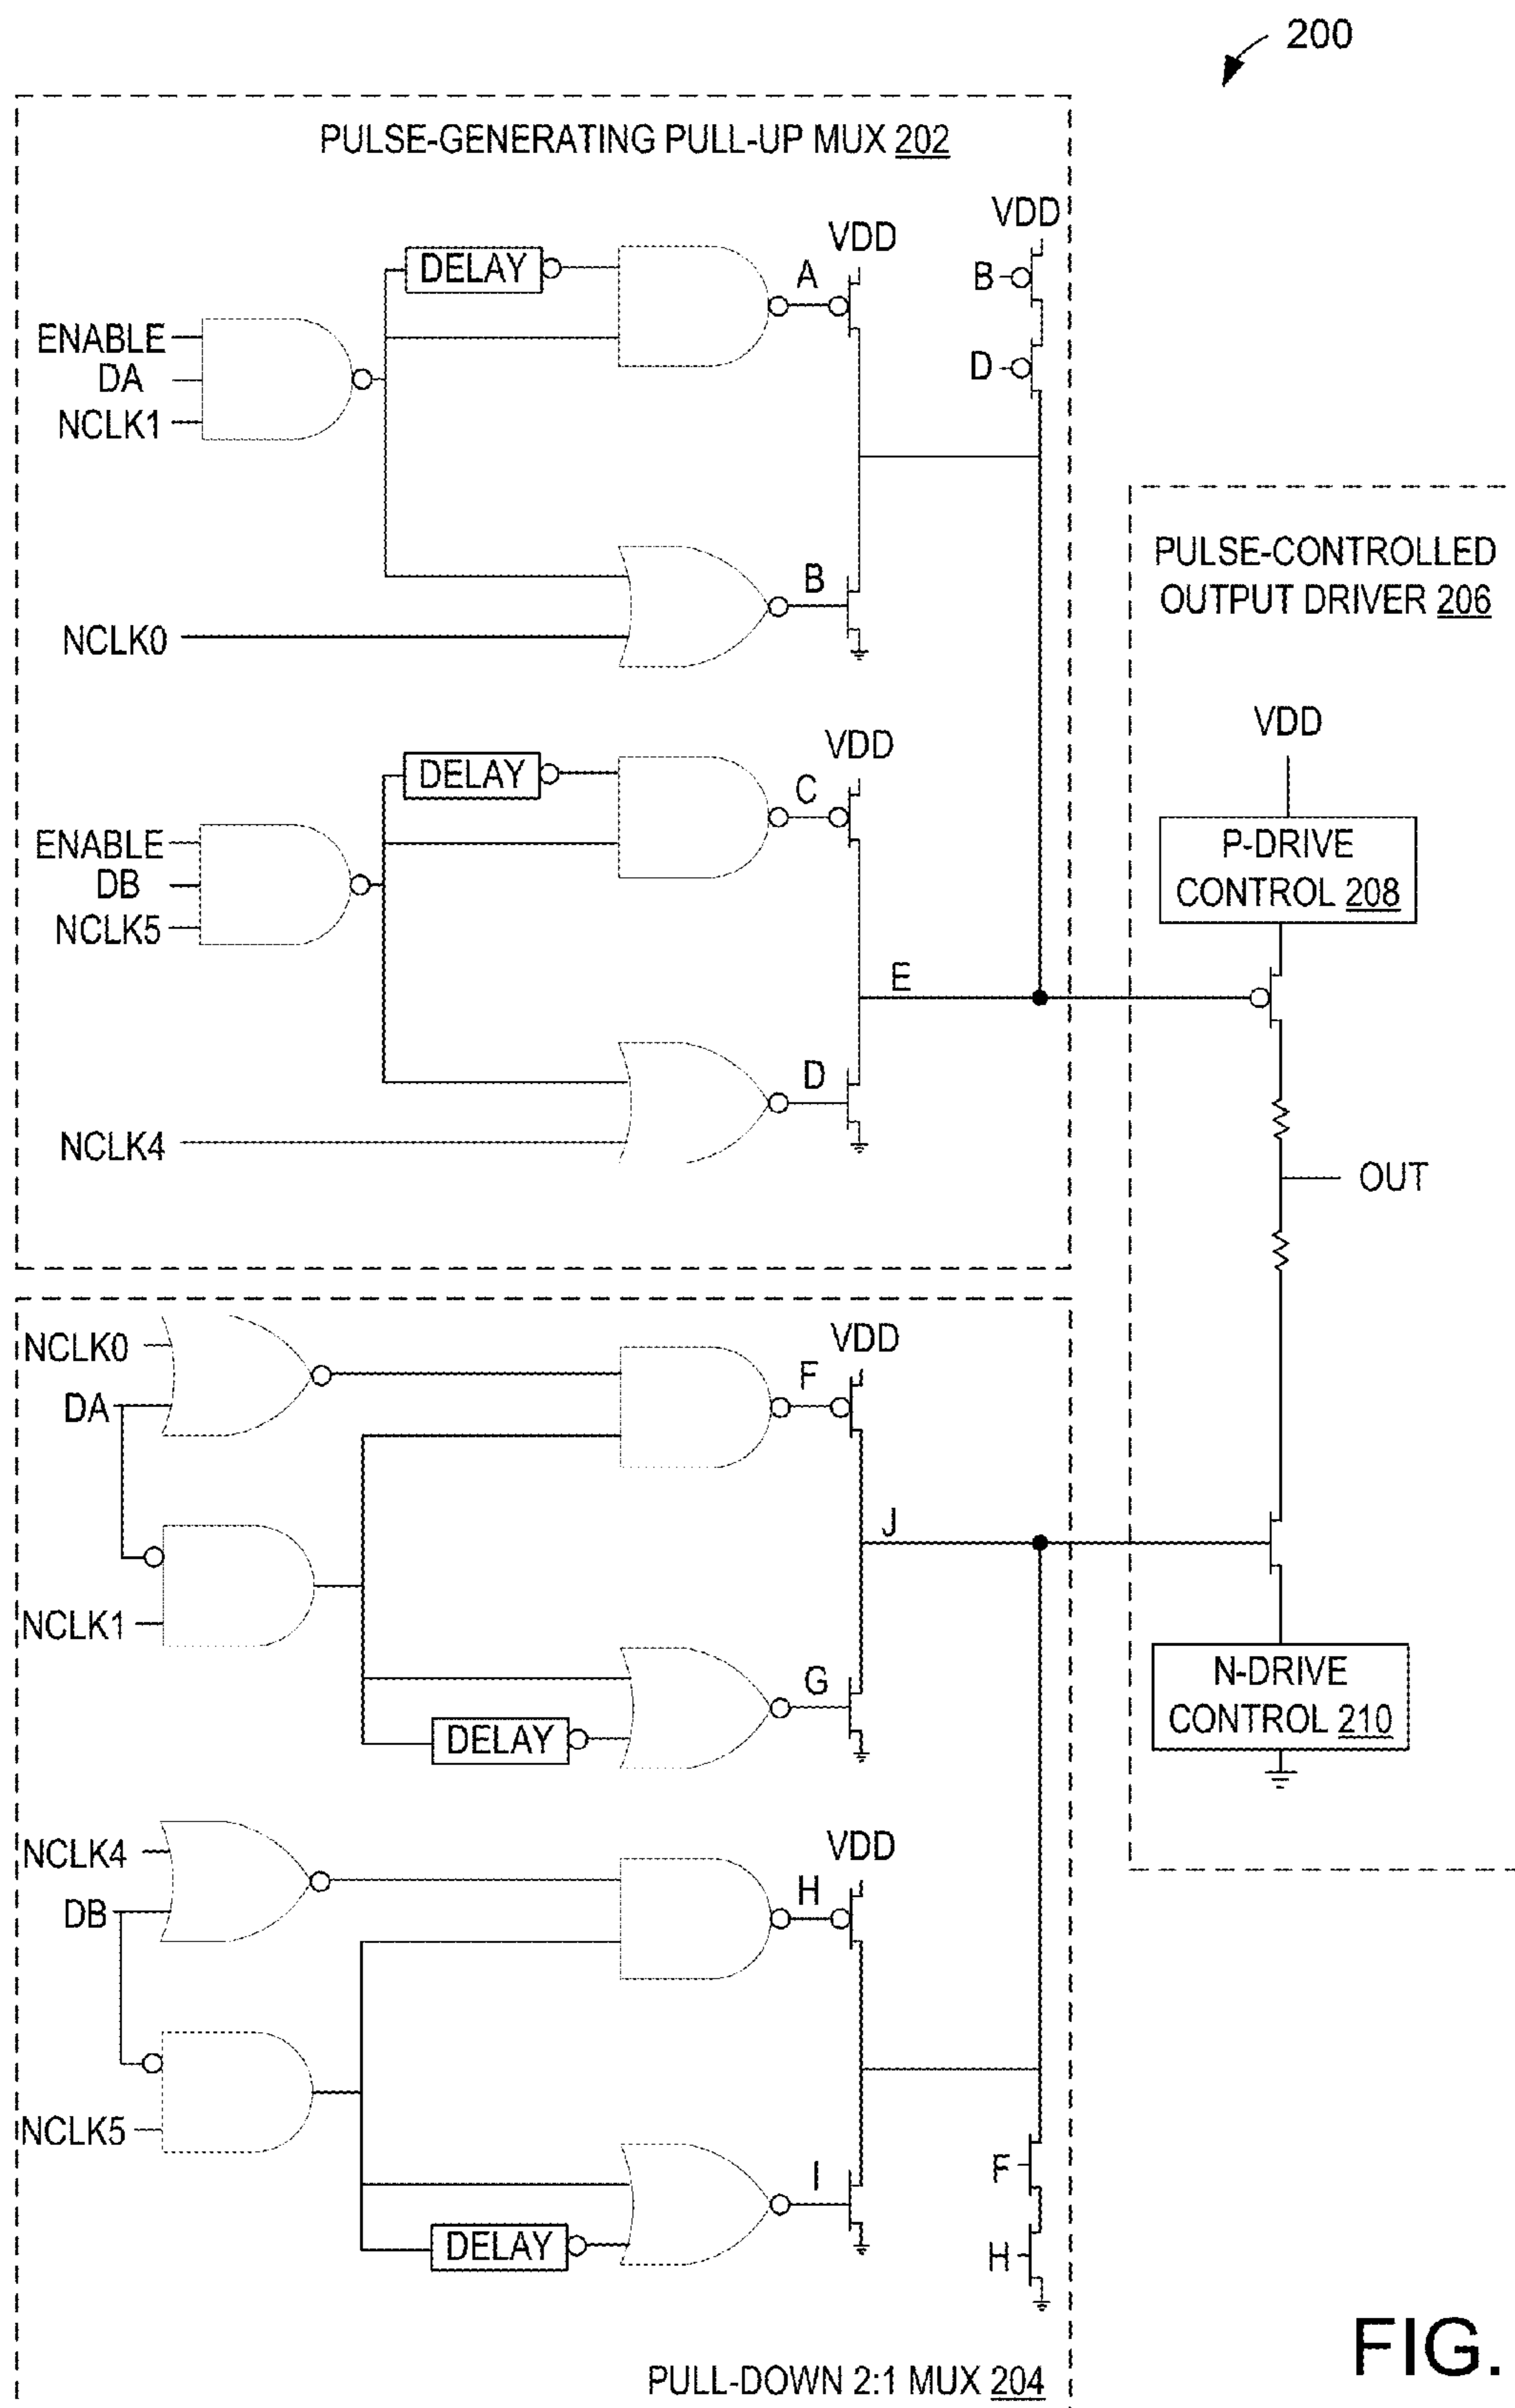 200
PULSE-GENERATING PULL-UP MUX 202
VDD
VDD
DELAY
A
B
ENABLE
DA
NCLK1
D
B
NCLK0
PULSE-CONTROLLED
OUTPUT DRIVER 206
VDD
VDD
DELAY
C
ENABLE
DB
NCLK5
P-DRIVE
CONTROL 208
E
D
NCLK4
OUT
NCLK0
VDD
F
DA
J
NCLK1
G
DELAY
N-DRIVE
CONTROL 210
NCLK4
VDD
H
DB
NCLK5
I
F
DELAY
H
FIG.
PULL-DOWN 2:1 MUX 204